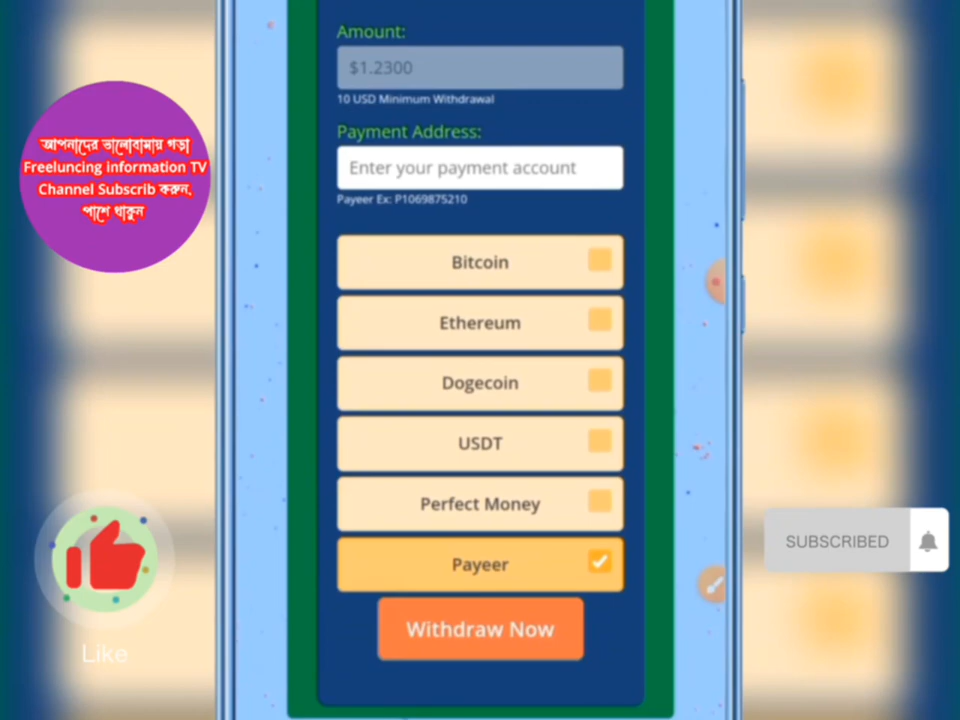 আপনাদের ভালোবাসায় গড়া
Freeluncing information TV
Channel Subscrib করুন,
পাশে থাকুন
Like
Amount:
$1.2300
10 USD Minimum Withdrawal
Payment Address:
Enter your payment account
Payeer Ex: P1069875210
Bitcoin
Ethereum
Dogecoin
USDT
Perfect Money
Payeer
Withdraw Now
SUBSCRIBED